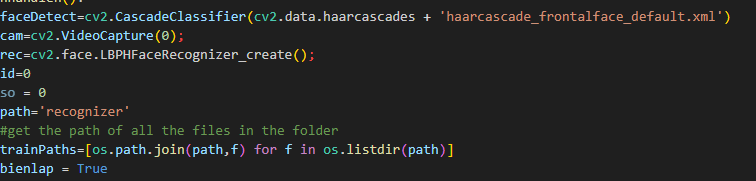 faceDetect=cv2.CascadeClassifier(cv2.data.haarcascades + 'haarcascade_frontalface_default.xml')
cam=cv2.VideoCapture(0);
rec=cv2.face.LBPHFaceRecognizer_create();
id=0
so = 0
path='recognizer'
#get the path of all the files in the folder
trainPaths=[os.path.join(path,f) for f in os.listdir(path)]
bienlap = True